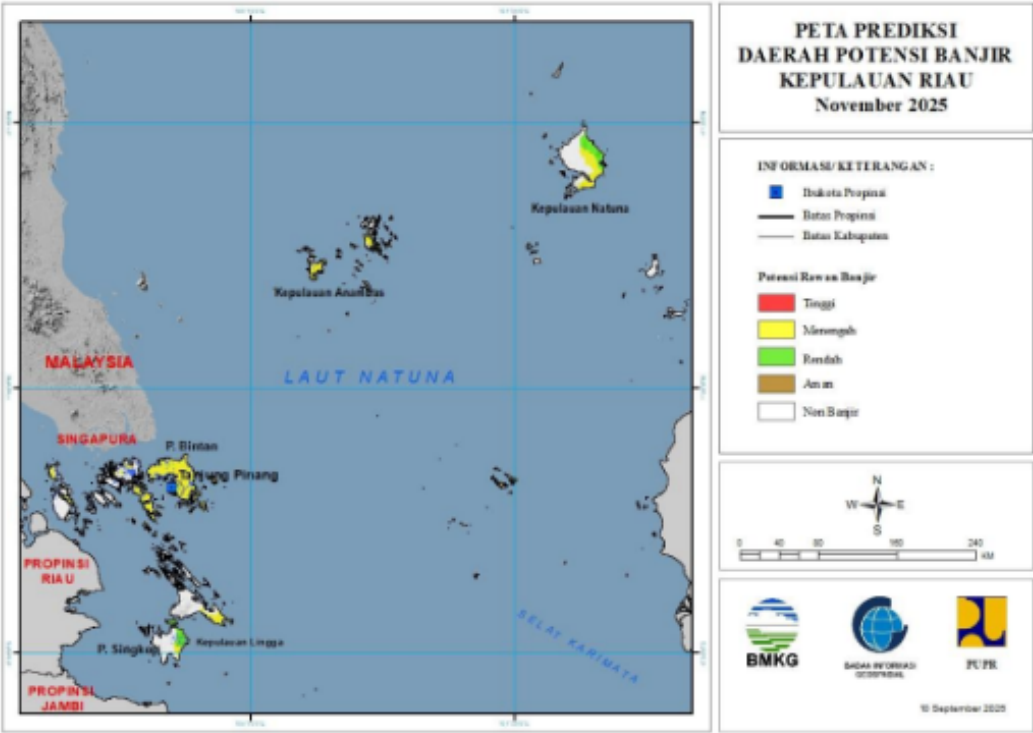 PETA PREDIKSI
DAERAH POTENSI BANJIR
KEPULAUAN RIAU
November 2025
INFORMASI/KETERANGAN :
Ibukota Propinsi
Batas Propinsi
Batas Kabupaten
Potensi Rawan Banjir
Tinggi
Menengah
Rendah
Aman
Non Banjir
N
W E
S
0 40 80 160 240
KM
BMKG
BADAN INFORMASI
GEOSPASIAL
PUPR
10 September 2025
Kepulauan Natuna
Kepulauan Anambas
LAUT NATUNA
MALAYSIA
SINGAPURA
P. Bintan
Tanjung Pinang
PROPINSI
RIAU
P. Singkep
Kepulauan Lingga
SELAT KARIMATA
PROPINSI
JAMBI